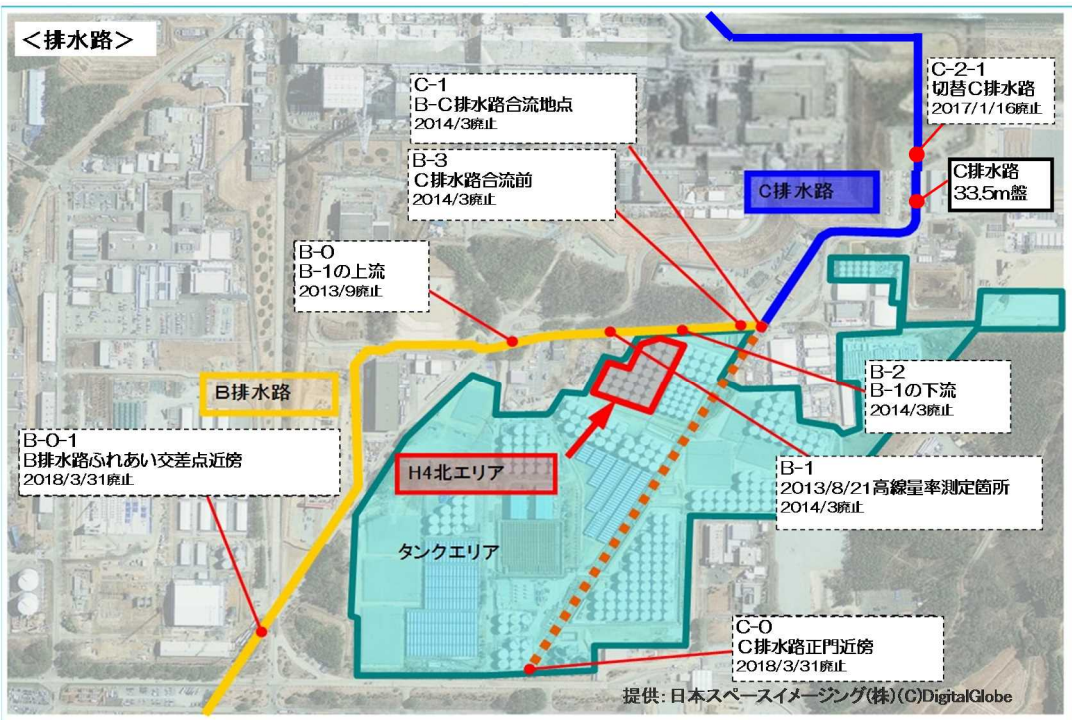 ＜排水路＞
C-1
B-C排水路合流地点
2014/3廃止
C-2-1
切替C排水路
2017/1/16廃止
B-3
C排水路合流前
2014/3廃止
C排水路
C排水路
33.5m盤
B-0
B-1の上流
2013/9廃止
B排水路
B-2
B-1の下流
2014/3廃止
B-0-1
B排水路ふれあい交差点近傍
2018/3/31廃止
H4北エリア
B-1
2013/8/21高線量率測定箇所
2014/3廃止
タンクエリア
C-0
C排水路正門近傍
2018/3/31廃止
提供：日本スペースイメージング(株)(C)DigitalGlobe